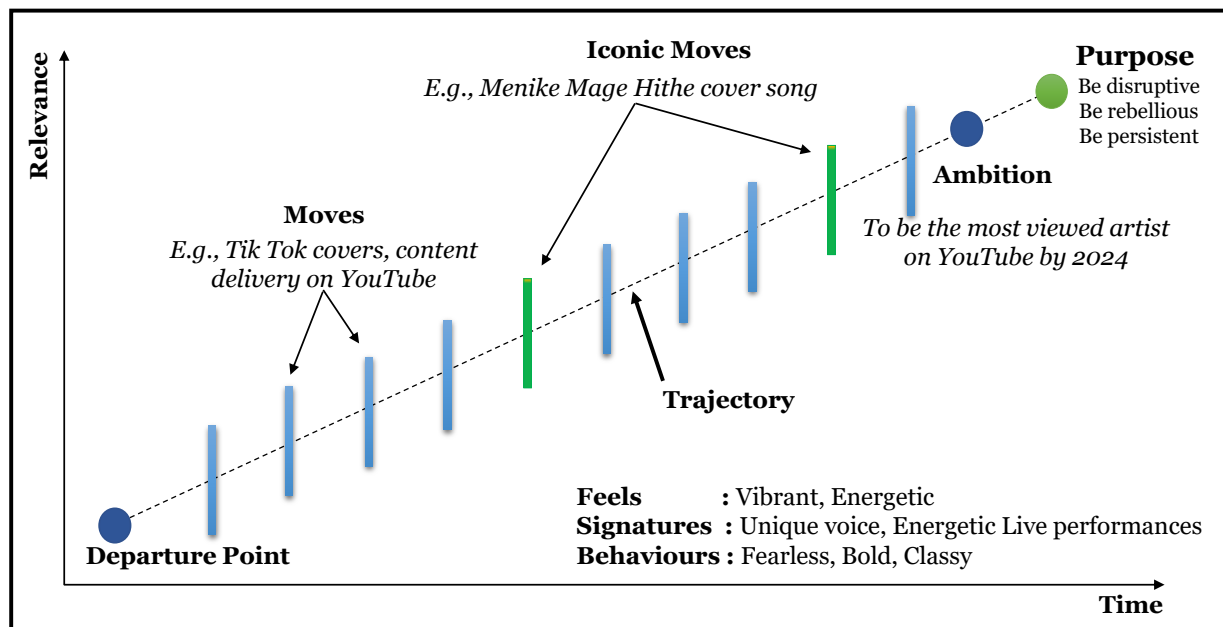 Iconic Moves
E.g., Menike Mage Hithe cover song
Purpose
Be disruptive
Be rebellious
Be persistent
Relevance
Ambition
To be the most viewed artist
on YouTube by 2024
Moves
E.g., Tik Tok covers, content
delivery on YouTube
Trajectory
Feels : Vibrant, Energetic
Signatures : Unique voice, Energetic Live performances
Behaviours : Fearless, Bold, Classy
Departure Point
Time